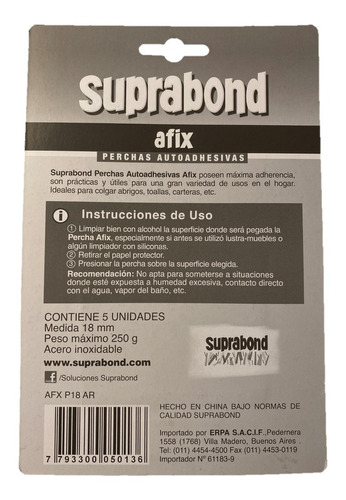 suprabond
afix
PERCHAS AUTOADHESIVAS
Suprabond Perchas Autoadhesivas Afix poseen máxima adherencia,
son prácticas y útiles para una gran variedad de usos en el hogar.
Ideales para colgar abrigos, toallas, carteras, etc.
i Instrucciones de Uso
① Limpiar bien con alcohol la superficie donde será pegada la
Percha Afix, especialmente si antes se utilizó lustra-muebles o
algún limpiador con siliconas.
② Retirar el papel protector.
③ Presionar la percha sobre la superficie elegida.
Recomendación: No apta para someterse a situaciones
donde esté expuesta a humedad excesiva, contacto directo
con el agua, vapor del baño, etc.
CONTIENE 5 UNIDADES
Medida 18 mm
Peso máximo 250 g
Acero inoxidable
www.suprabond.com
f /Soluciones Suprabond
AFX P18 AR
7 793300 050136
suprabond
HECHO EN CHINA BAJO NORMAS DE
CALIDAD SUPRABOND
Importado por ERPA S.A.C.I.F.,Pedernera
1558 (1768) Villa Madero, Buenos Aires .
Tel: (011) 4454-4500 Fax (011) 4453-0119
Importador N° 61183-9